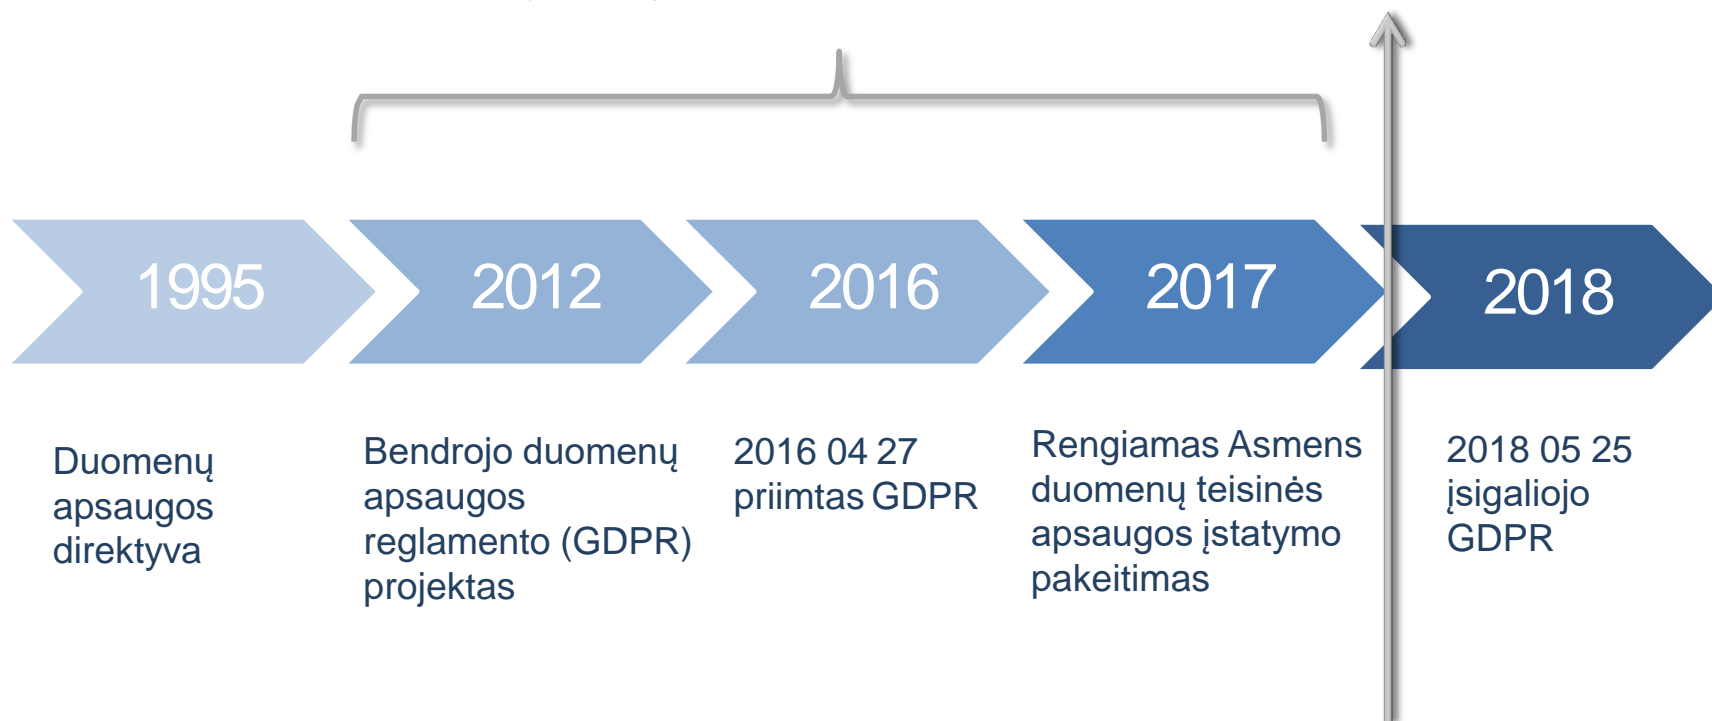 1995
2012
2016
2017
2018
Duomenų
apsaugos
direktyva
Bendrojo duomenų
apsaugos
reglamento (GDPR)
projektas
2016 04 27
priimtas GDPR
Rengiamas Asmens
duomenų teisinės
apsaugos įstatymo
pakeitimas
2018 05 25
įsigaliojo
GDPR